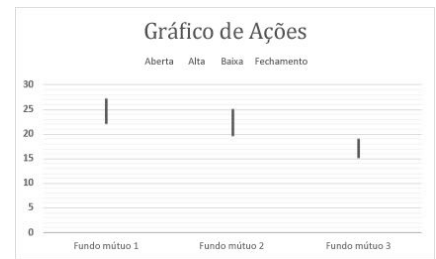 Gráfico de Ações
Aberta Alta Baixa Fechamento
30
25
20
15
10
5
0
Fundo mútuo 1 Fundo mútuo 2 Fundo mútuo 3